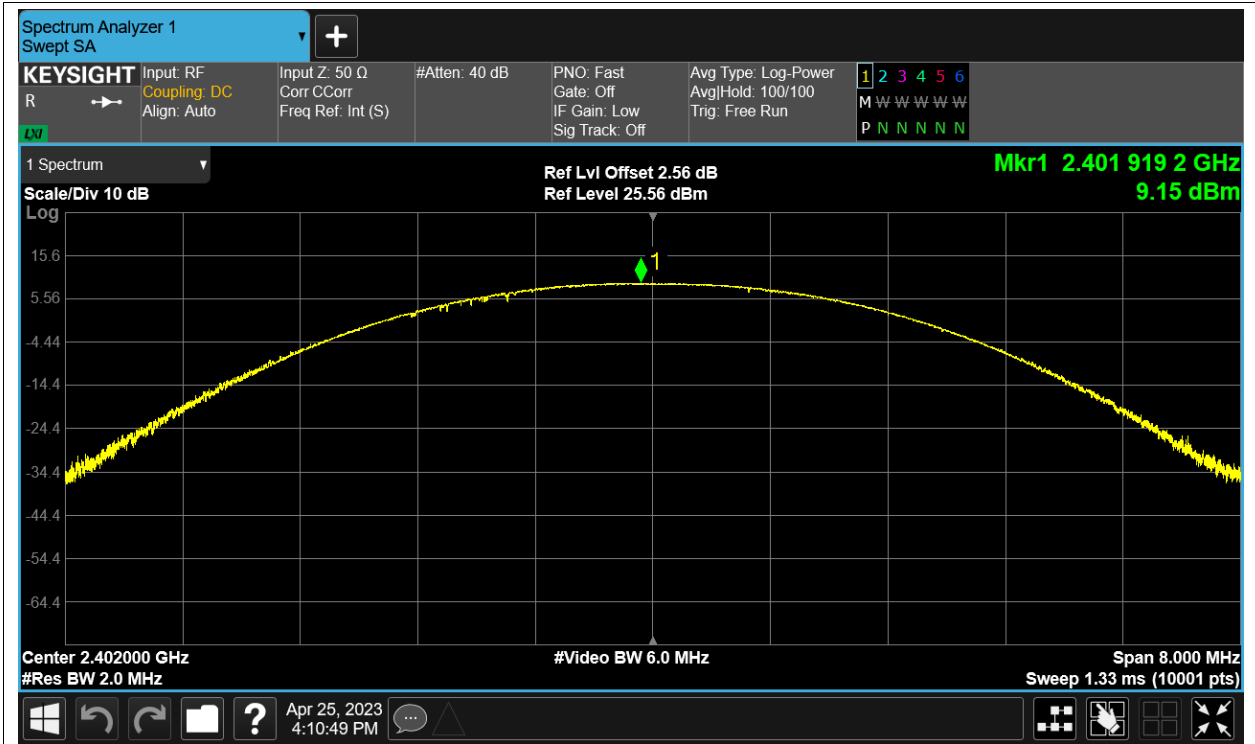 Spectrum Analyzer 1
Swept SA
KEYSIGHT
R
LXI
Input: RF
Coupling: DC
Align: Auto
Input Z: 50 Ω
Corr CCorr
Freq Ref: Int (S)
#Atten: 40 dB
PNO: Fast
Gate: Off
IF Gain: Low
Sig Track: Off
Avg Type: Log-Power
Avg|Hold: 100/100
Trig: Free Run
1 2 3 4 5 6
M W W W W W
P N N N N N
1 Spectrum
Scale/Div 10 dB
Log
Ref Lvl Offset 2.56 dB
Ref Level 25.56 dBm
Mkr1 2.401 919 2 GHz
9.15 dBm
1
15.6
5.56
-4.44
-14.4
-24.4
-34.4
-44.4
-54.4
-64.4
Center 2.402000 GHz
#Res BW 2.0 MHz
#Video BW 6.0 MHz
Span 8.000 MHz
Sweep 1.33 ms (10001 pts)
?
Apr 25, 2023
4:10:49 PM